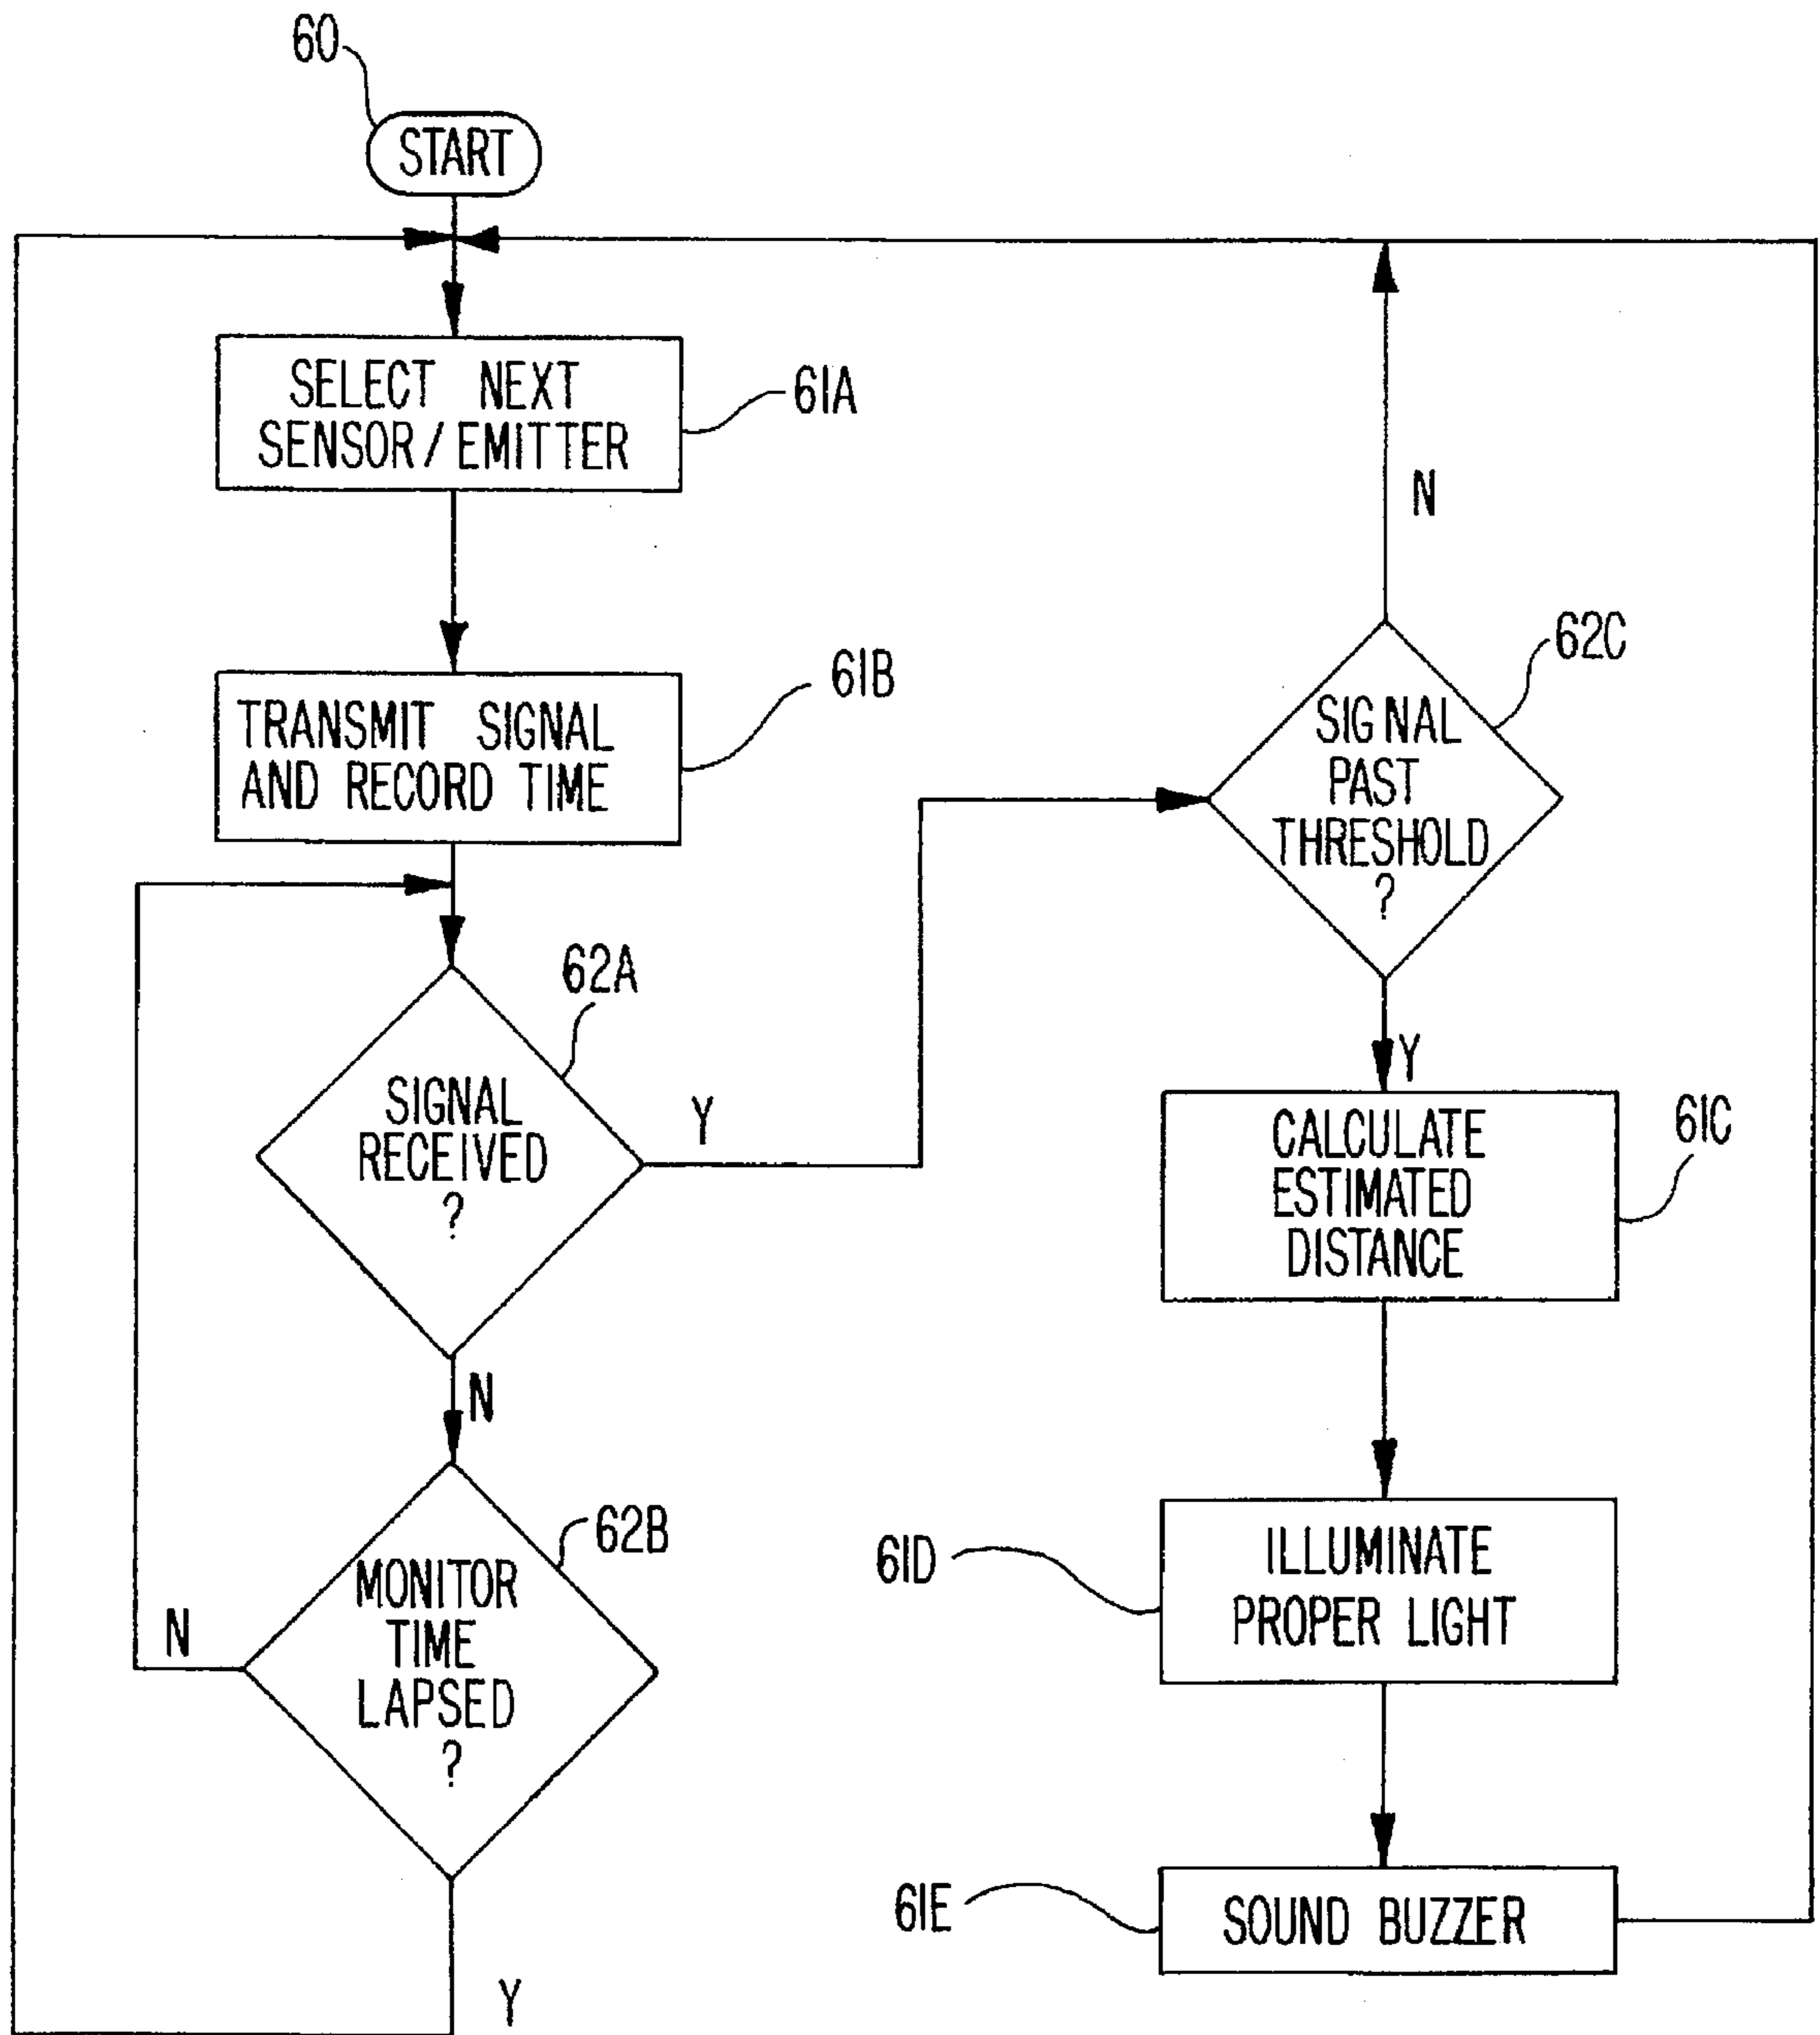 60
START
SELECT NEXT
SENSOR/EMITTER
61A
TRANSMIT SIGNAL
AND RECORD TIME
61B
62A
SIGNAL
RECEIVED
?
Y
N
62B
MONITOR
TIME
LAPSED
?
N
Y
N
62C
SIGNAL
PAST
THRESHOLD
?
Y
CALCULATE
ESTIMATED
DISTANCE
61C
61D
ILLUMINATE
PROPER LIGHT
61E
SOUND BUZZER